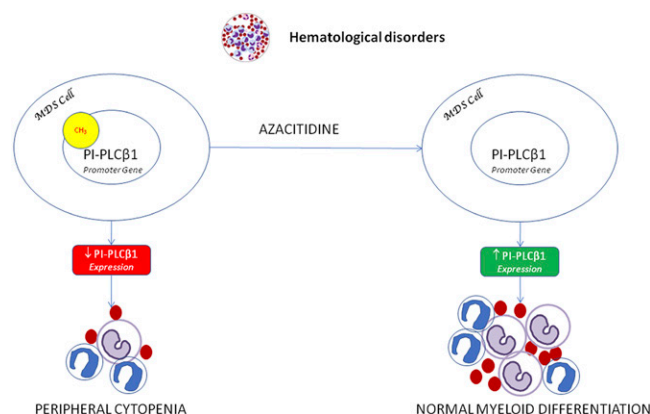 Hematological disorders
MDS Cell
CH₃
PI-PLCβ1
Promoter Gene
AZACITIDINE
MDS Cell
PI-PLCβ1
Promoter Gene
↓ PI-PLCβ1
Expression
↑ PI-PLCβ1
Expression
PERIPHERAL CYTOPENIA
NORMAL MYELOID DIFFERENTIATION